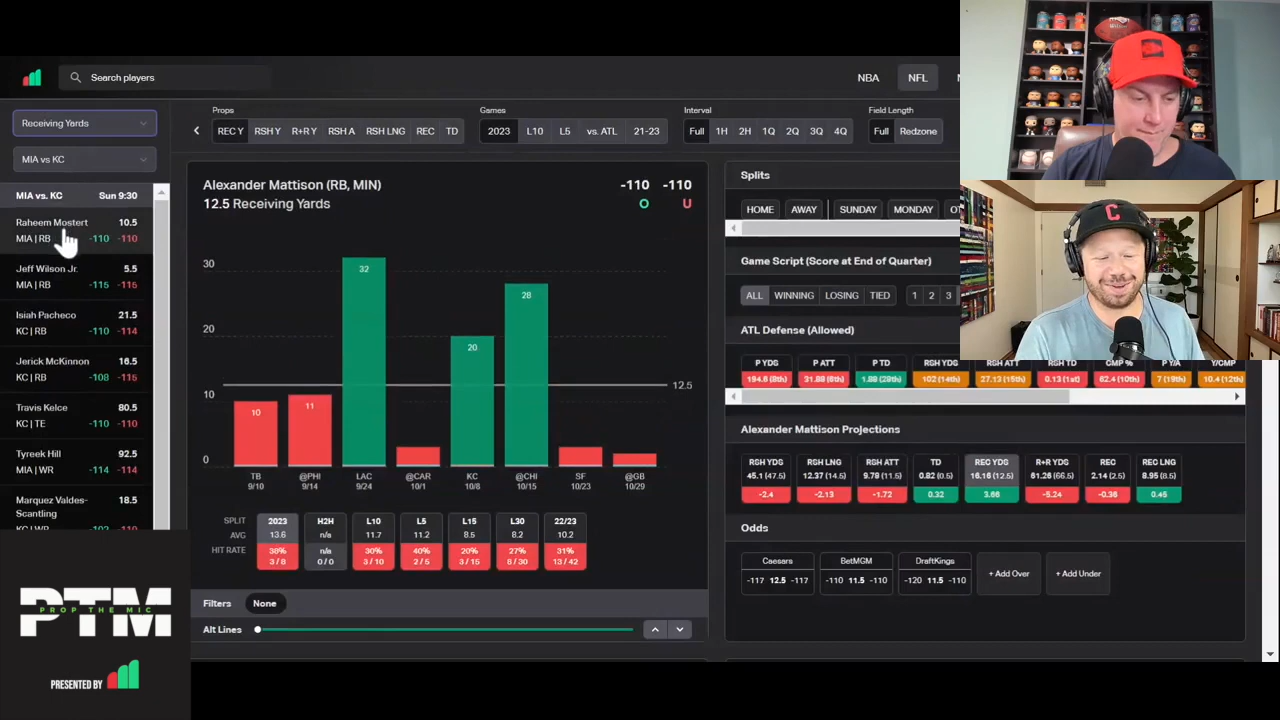 Search players
NBA
NFL
Receiving Yards
MIA vs KC
Props
REC Y
RSH Y
R+R Y
RSH A
RSH LNG
REC
TD
Games
2023
L10
L5
vs. ATL
21-23
Interval
Full
1H
2H
1Q
2Q
3Q
4Q
Field Length
Full
Redzone
MIA vs. KC Sun 9:30
Raheem Mostert 10.5
MIA | RB -110 -110
Jeff Wilson Jr. 5.5
MIA | RB -115 -115
Isiah Pacheco 21.5
KC | RB -110 -114
Jerick McKinnon 16.5
KC | RB -108 -115
Travis Kelce 80.5
KC | TE -110 -110
Tyreek Hill 92.5
MIA | WR -114 -114
Marquez Valdes-
Scantling 18.5
Alexander Mattison (RB, MIN) -110 -110
12.5 Receiving Yards O U
30
20
10
0
10
11
32
20
28
12.5
TB
9/10
@PHI
9/14
LAC
9/24
@CAR
10/1
KC
10/8
@CHI
10/15
SF
10/23
@GB
10/29
SPLIT 2023 H2H L10 L5 L15 L30 22/23
AVG 13.6 n/a 11.7 11.2 8.5 8.2 10.2
HIT RATE 38% n/a 30% 40% 20% 27% 31%
3 / 8 0 / 0 3 / 10 2 / 5 3 / 15 8 / 30 13 / 42
Filters None
Alt Lines
Splits
HOME
AWAY
SUNDAY
MONDAY
Game Script (Score at End of Quarter)
ALL
WINNING
LOSING
TIED
1
2
3
ATL Defense (Allowed)
P YDG P ATT P TD RSH YDG RSH ATT RSH TD CMP % P Y/A Y/CMP
194.6 (8th) 31.88 (8th) 1.88 (29th) 102 (14th) 27.13 (15th) 0.13 (1st) 62.4 (10th) 7 (19th) 10.4 (12th)
Alexander Mattison Projections
RSH YDG RSH LNG RSH ATT TD REC YDG R+R YDS REC REC LNG
45.1 (47.5) 12.37 (14.5) 9.78 (11.5) 0.82 (0.5) 16.16 (12.5) 61.26 (66.5) 2.14 (2.5) 8.95 (8.5)
-2.4 -2.13 -1.72 0.32 3.66 -5.24 -0.36 0.45
Odds
Caesars
-117 12.5 -117
BetMGM
-110 11.5 -110
DraftKings
-120 11.5 -110
+ Add Over
+ Add Under
PTM
PROP THE MIC
PRESENTED BY
C